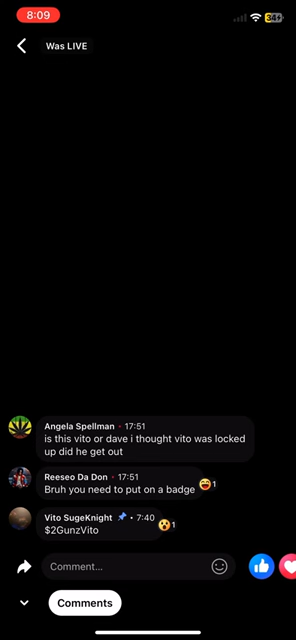 8:09
34
Was LIVE
Angela Spellman • 17:51
is this vito or dave i thought vito was locked
up did he get out
Reeseo Da Don • 17:51
Bruh you need to put on a badge
1
Vito SugeKnight • 7:40
$2GunzVito
1
Comment...
Comments